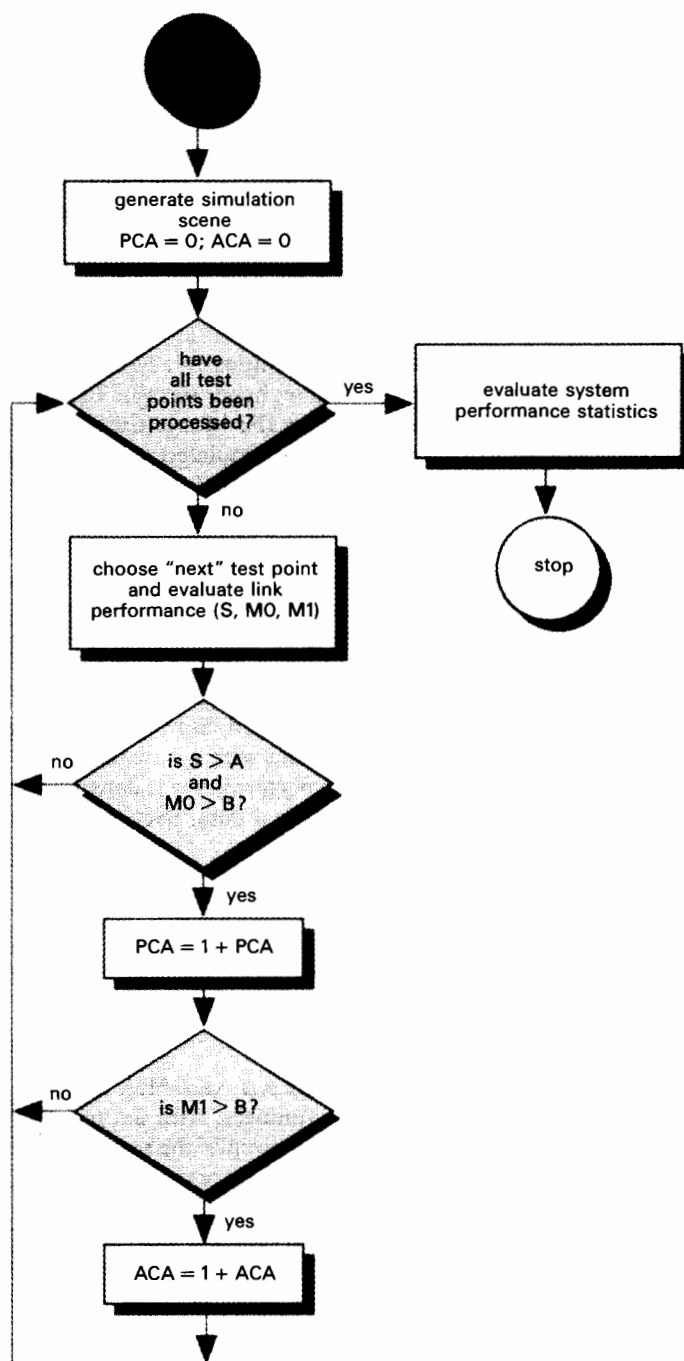 generate simulation
scene
PCA = 0; ACA = 0
have
all test
points been
processed?
yes
evaluate system
performance statistics
no
stop
choose "next" test point
and evaluate link
performance (S, M0, M1)
no
is S > A
and
M0 > B?
yes
PCA = 1 + PCA
no
is M1 > B?
yes
ACA = 1 + ACA